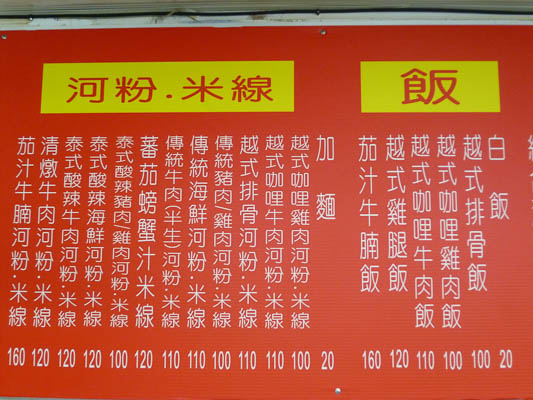 河粉.米線
加麵 20
越式咖哩雞肉河粉.米線 100
越式咖哩牛肉河粉.米線 110
越式排骨河粉.米線 110
傳統豬肉(雞肉河粉.米線 100
傳統海鮮河粉.米線 110
傳統牛肉(半生)河粉.米線 110
蕃茄螃蟹汁米線 120
泰式酸辣豬肉(雞肉河粉.米線 100
泰式酸辣海鮮河粉.米線 120
泰式酸辣牛肉河粉.米線 120
清燉牛肉河粉.米線 120
茄汁牛腩河粉.米線 160
飯
白飯 20
越式排骨飯 100
越式咖哩雞肉飯 100
越式咖哩牛肉飯 110
越式雞腿飯 120
茄汁牛腩飯 160